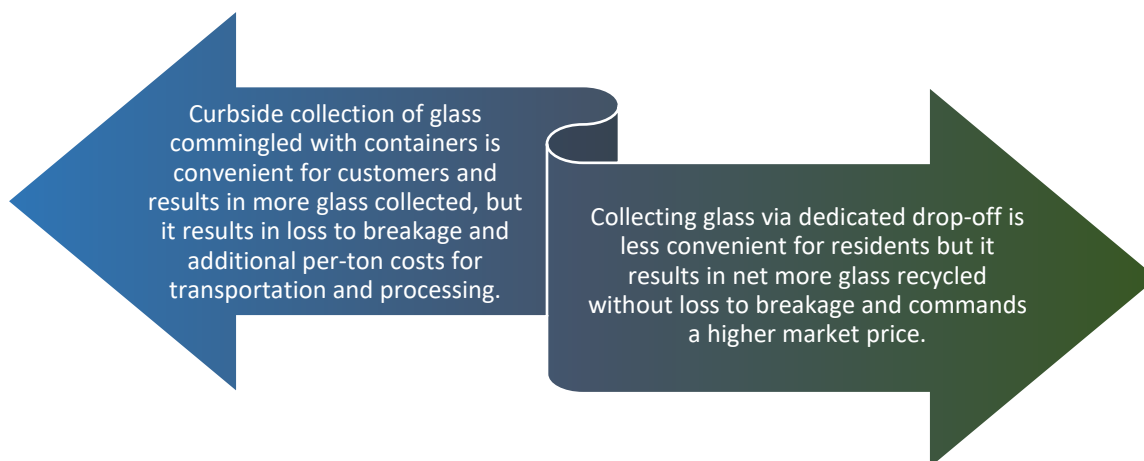 Curbside collection of glass
commingled with containers is
convenient for customers and
results in more glass collected, but
it results in loss to breakage and
additional per-ton costs for
transportation and processing.
Collecting glass via dedicated drop-off is
less convenient for residents but it
results in net more glass recycled
without loss to breakage and commands
a higher market price.